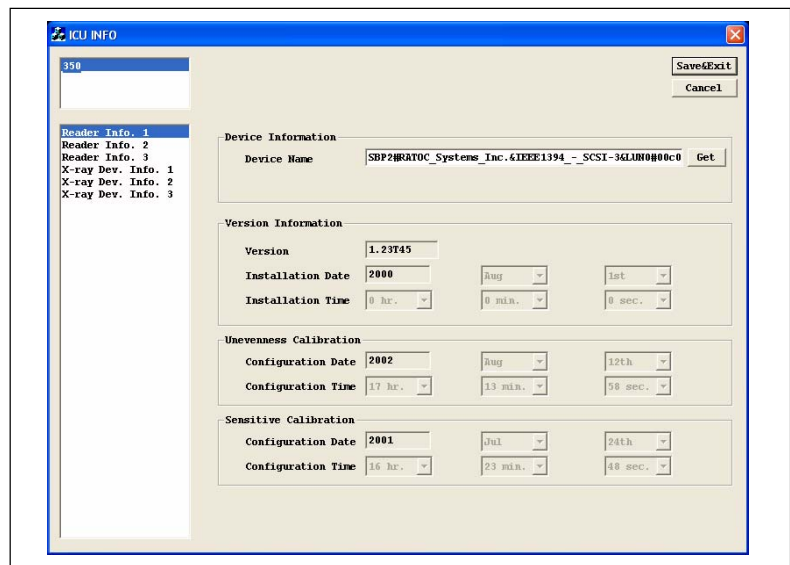 ICU INFO
350
Save&Exit
Cancel
Reader Info. 1
Reader Info. 2
Reader Info. 3
X-ray Dev. Info. 1
X-ray Dev. Info. 2
X-ray Dev. Info. 3
Device Information
Device Name SBP2#RATOC_Systems_Inc.&IEEE1394_-_SCSI-3&LUN0#00c0 Get
Version Information
Version 1.23T45
Installation Date 2000 Aug 1st
Installation Time 0 hr. 0 min. 0 sec.
Unevenness Calibration
Configuration Date 2002 Aug 12th
Configuration Time 17 hr. 13 min. 58 sec.
Sensitive Calibration
Configuration Date 2001 Jul 24th
Configuration Time 16 hr. 23 min. 48 sec.